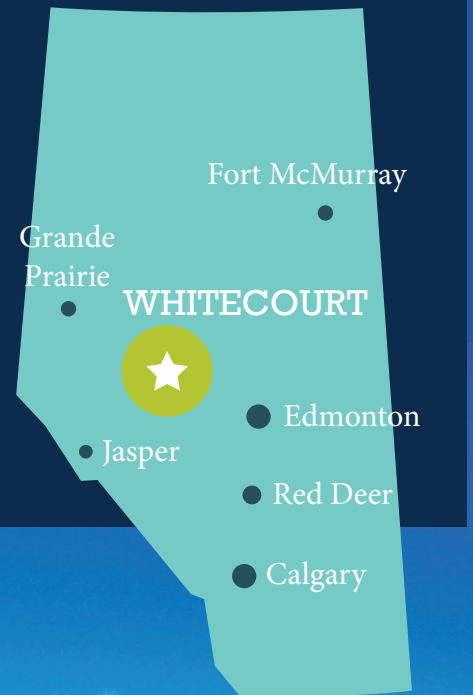 Fort McMurray
Grande
Prairie
WHITECOURT
Edmonton
Jasper
Red Deer
Calgary